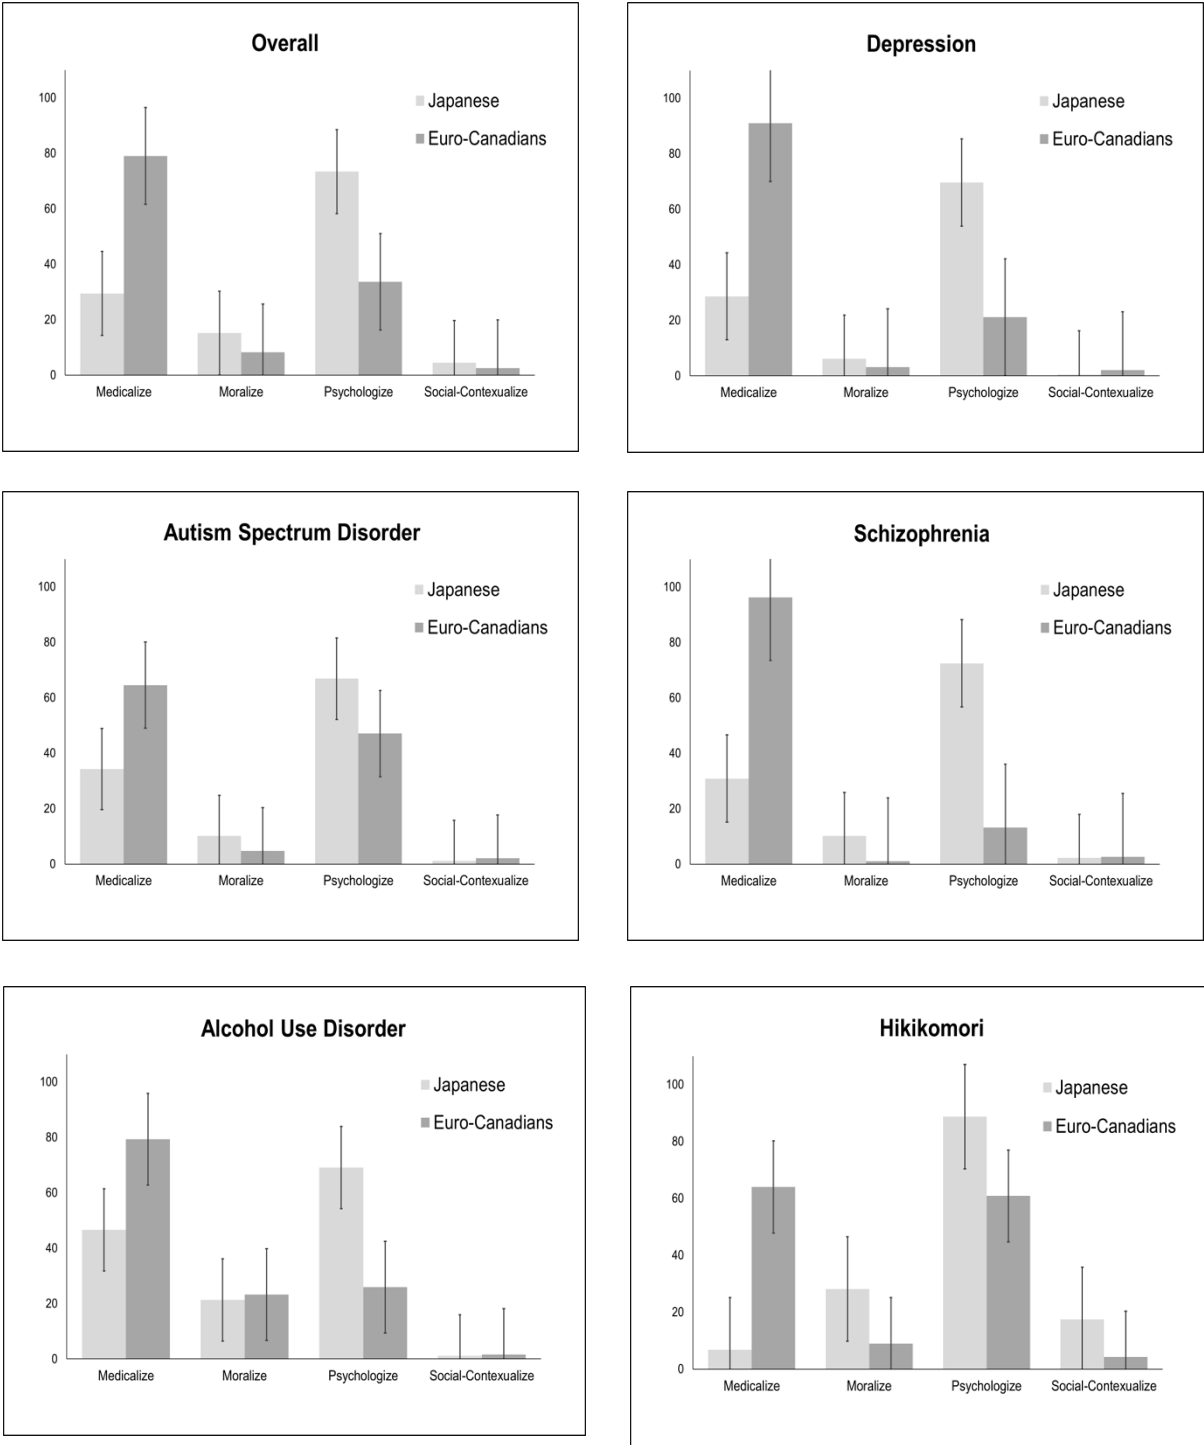 Overall
Japanese
Euro-Canadians
100
80
60
40
20
0
Medicalize Moralize Psychologize Social-Contexualize
Depression
Japanese
Euro-Canadians
100
80
60
40
20
0
Medicalize Moralize Psychologize Social-Contexualize
Autism Spectrum Disorder
Japanese
Euro-Canadians
100
80
60
40
20
0
Medicalize Moralize Psychologize Social-Contexualize
Schizophrenia
Japanese
Euro-Canadians
100
80
60
40
20
0
Medicalize Moralize Psychologize Social-Contexualize
Alcohol Use Disorder
Japanese
Euro-Canadians
100
80
60
40
20
0
Medicalize Moralize Psychologize Social-Contexualize
Hikikomori
Japanese
Euro-Canadians
100
80
60
40
20
0
Medicalize Moralize Psychologize Social-Contexualize